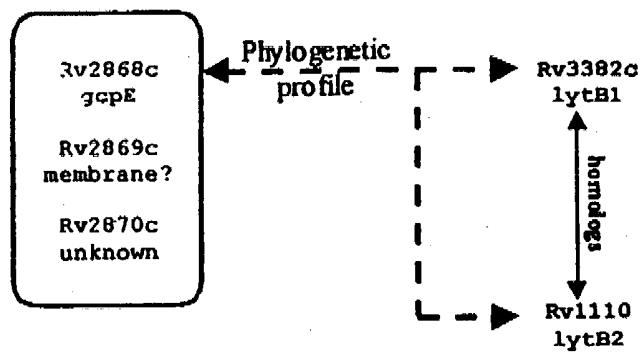 Rv2868c
gcpE
Rv2869c
membrane?
Rv2870c
unknown
Phylogenetic
profile
Rv3382c
lytB1
homologs
Rv1110
lytB2